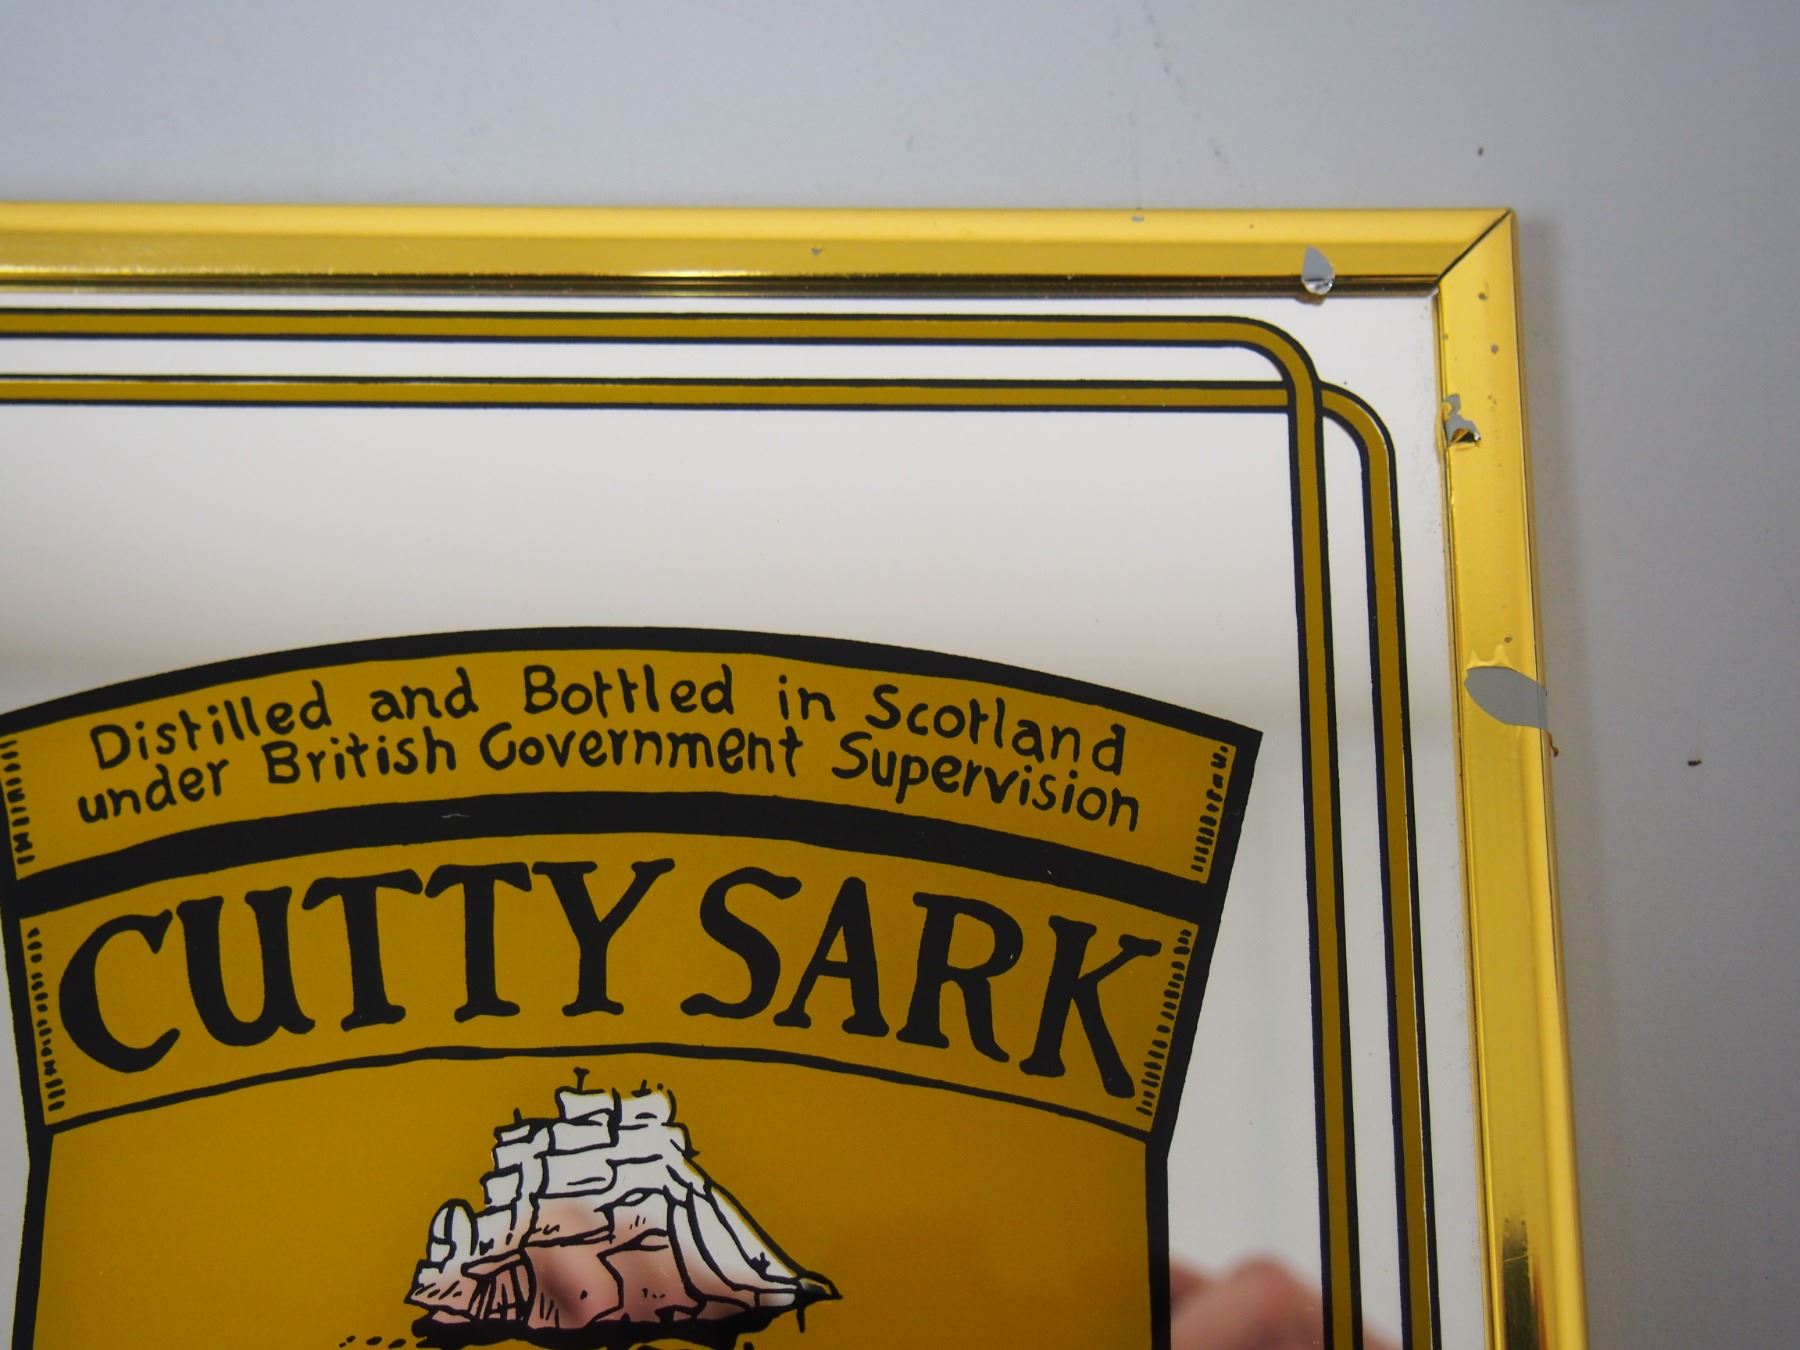 Distilled and Bottled in Scotland
under British Government Supervision
CUTTY SARK